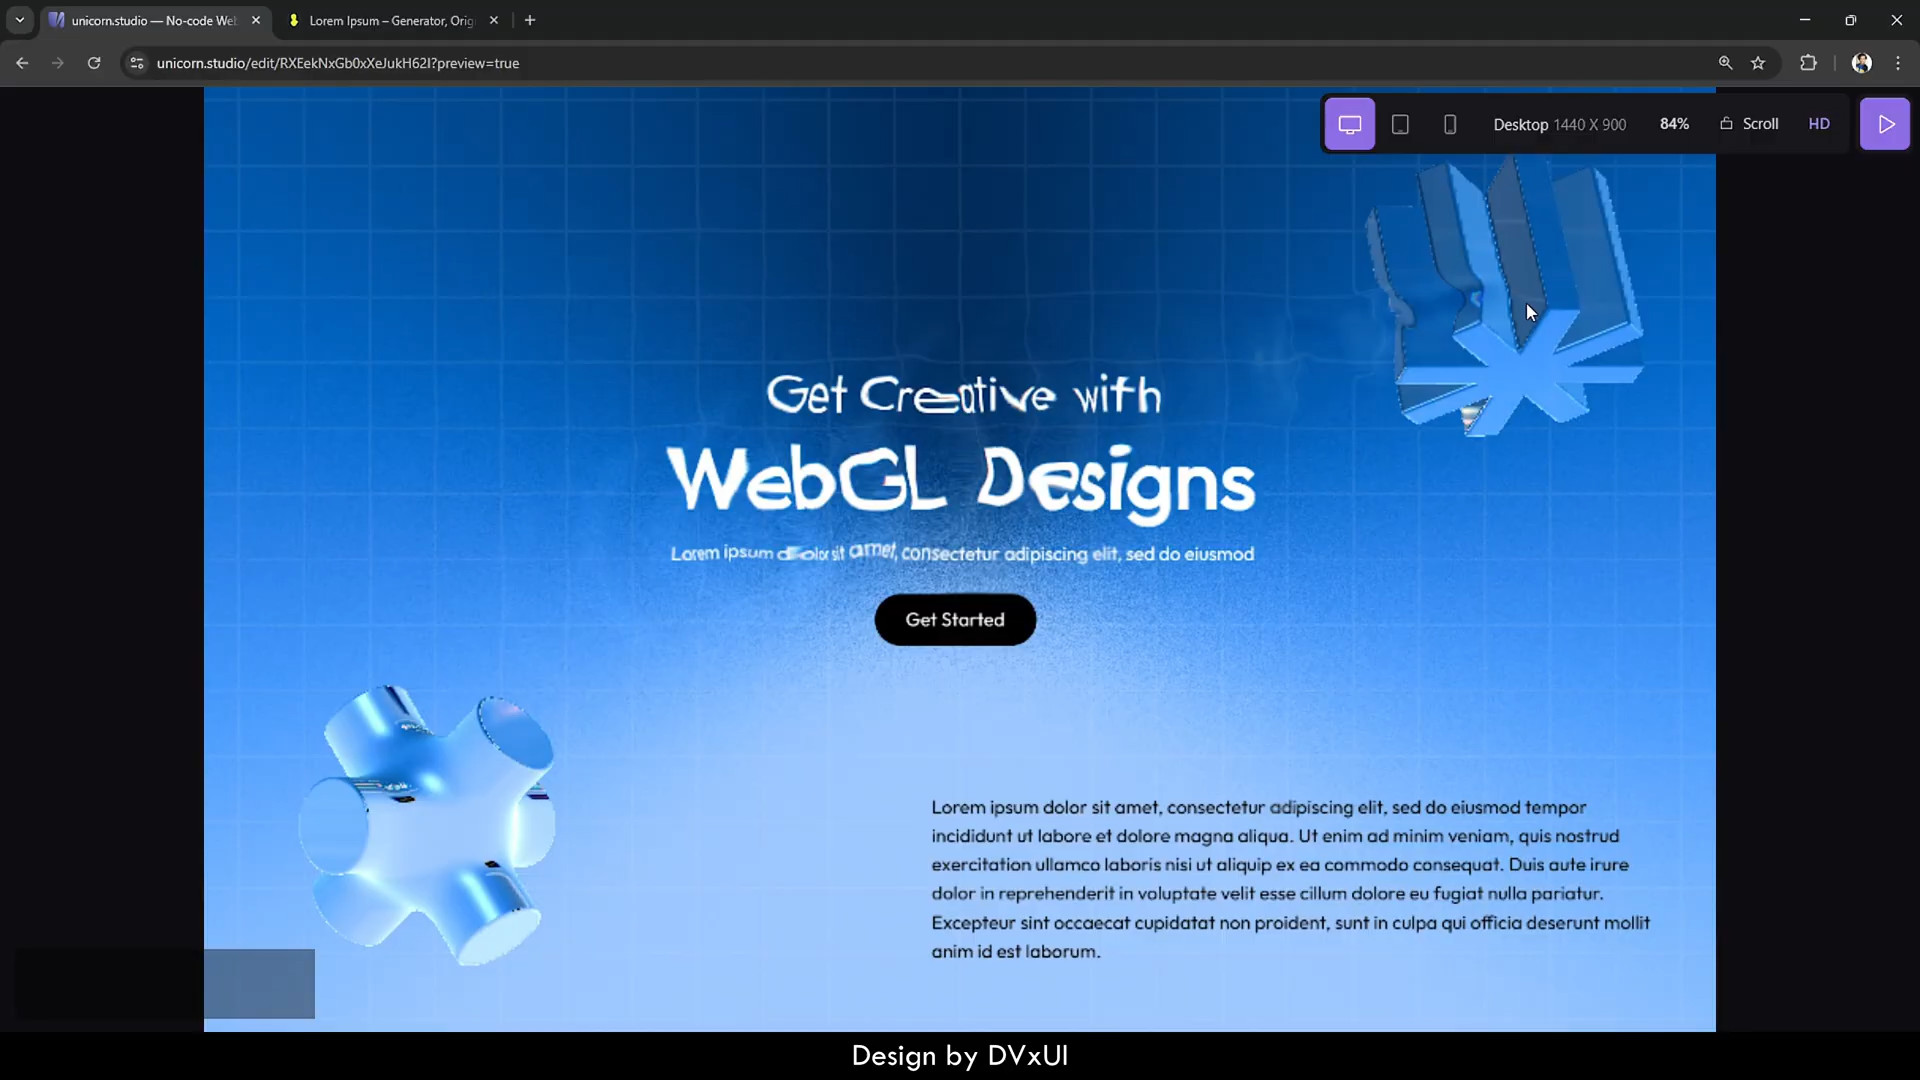 unicorn.studio — No-code We
Lorem Ipsum – Generator, Orig
unicorn.studio/edit/RXEekNxGb0xXeJukH62I?preview=true
Desktop 1440 X 900
84%
Scroll
HD
Get Creative with
WebGL Designs
Lorem ipsum dolor sit amet, consectetur adipiscing elit, sed do eiusmod
Get Started
Lorem ipsum dolor sit amet, consectetur adipiscing elit, sed do eiusmod tempor
incididunt ut labore et dolore magna aliqua. Ut enim ad minim veniam, quis nostrud
exercitation ullamco laboris nisi ut aliquip ex ea commodo consequat. Duis aute irure
dolor in reprehenderit in voluptate velit esse cillum dolore eu fugiat nulla pariatur.
Excepteur sint occaecat cupidatat non proident, sunt in culpa qui officia deserunt mollit
anim id est laborum.
Design by DVxUI